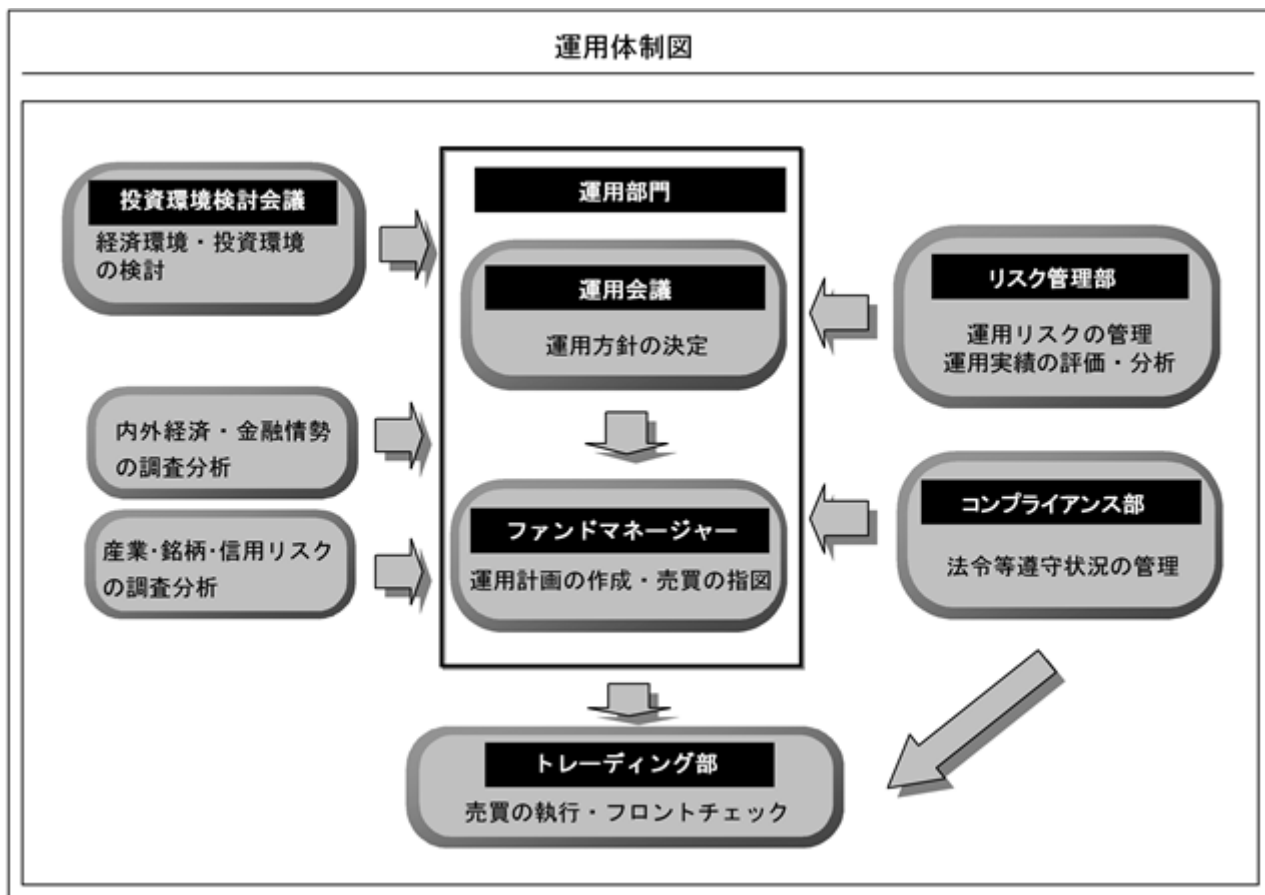 運用体制図
投資環境検討会議
経済環境・投資環境
の検討
内外経済・金融情勢
の調査分析
産業・銘柄・信用リスク
の調査分析
運用部門
運用会議
運用方針の決定
ファンドマネージャー
運用計画の作成・売買の指図
リスク管理部
運用リスクの管理
運用実績の評価・分析
コンプライアンス部
法令等遵守状況の管理
トレーディング部
売買の執行・フロントチェック